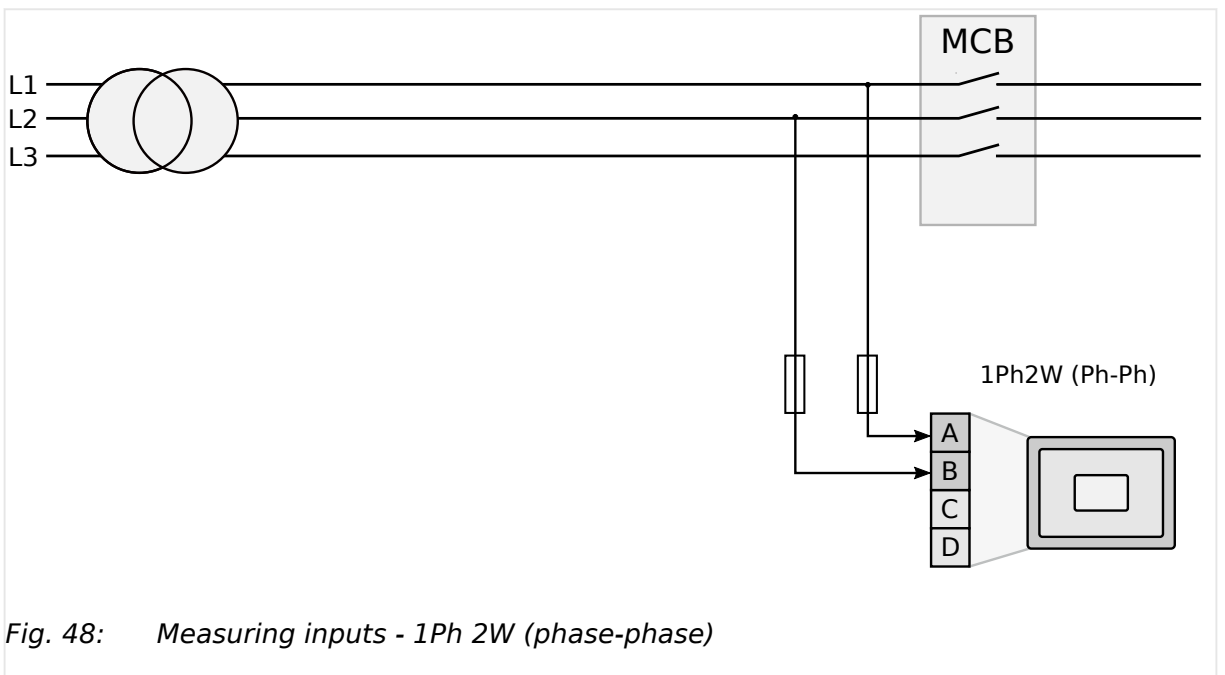 MCB
L1
L2
L3
1Ph2W (Ph-Ph)
A
B
C
D
Fig. 48: Measuring inputs - 1Ph 2W (phase-phase)